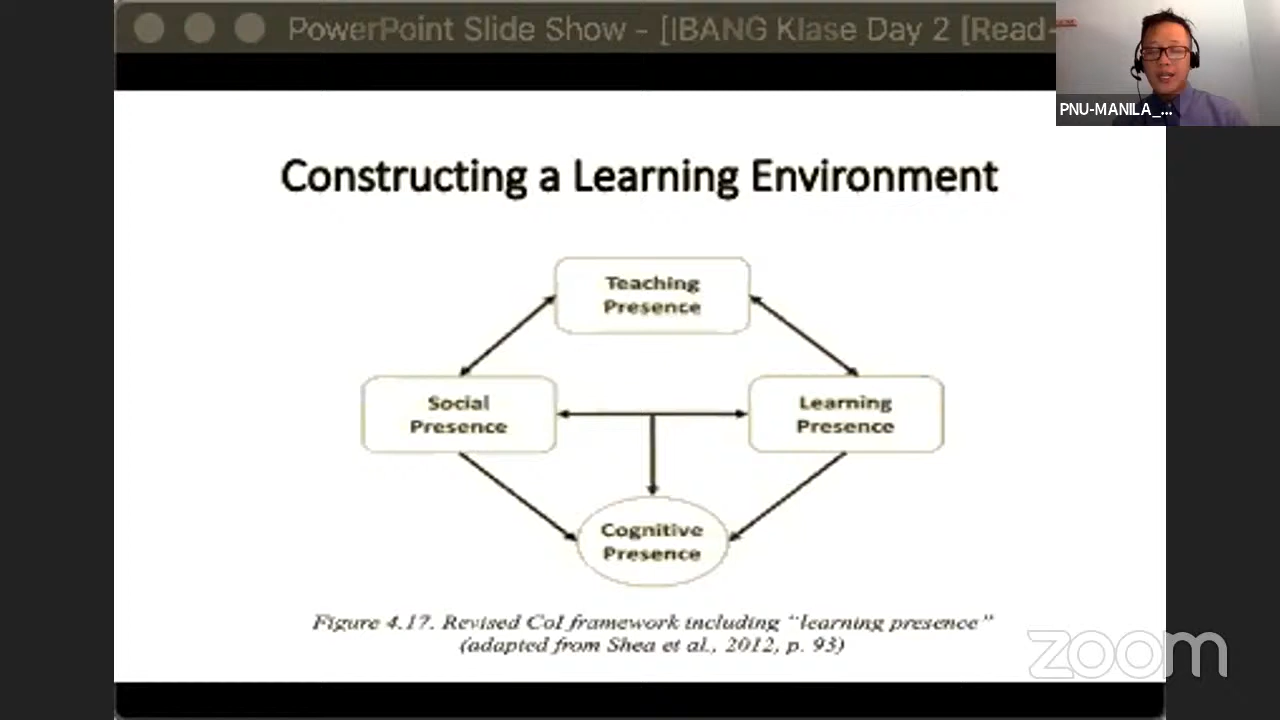 PowerPoint Slide Show - [IBANG Klase Day 2 [Read-
PNU-MANILA_...
Constructing a Learning Environment
Teaching
Presence
Social
Presence
Learning
Presence
Cognitive
Presence
Figure 4.17. Revised CoI framework including "learning presence"
(adapted from Shea et al., 2012, p. 93)
zoom